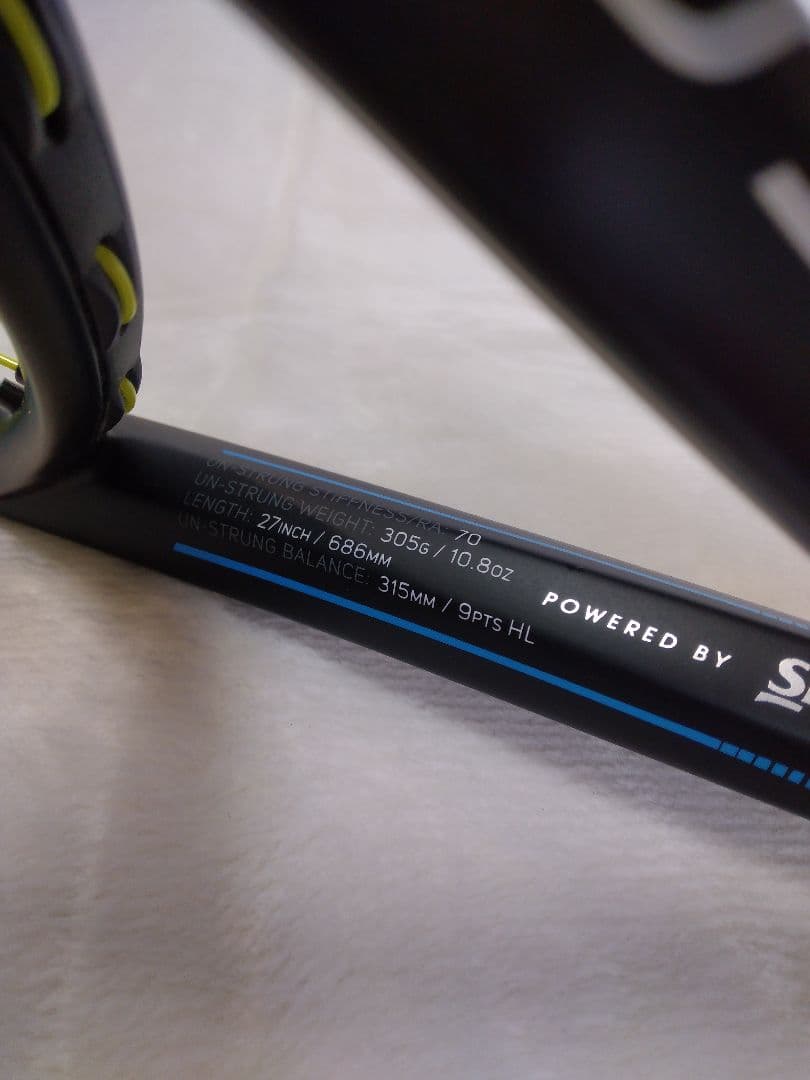 UN-STRUNG STIFFNESS/RA: 70
UN-STRUNG WEIGHT: 305G / 10.8OZ
LENGTH: 27INCH / 686MM
UN-STRUNG BALANCE: 315MM / 9PTS HL
POWERED BY